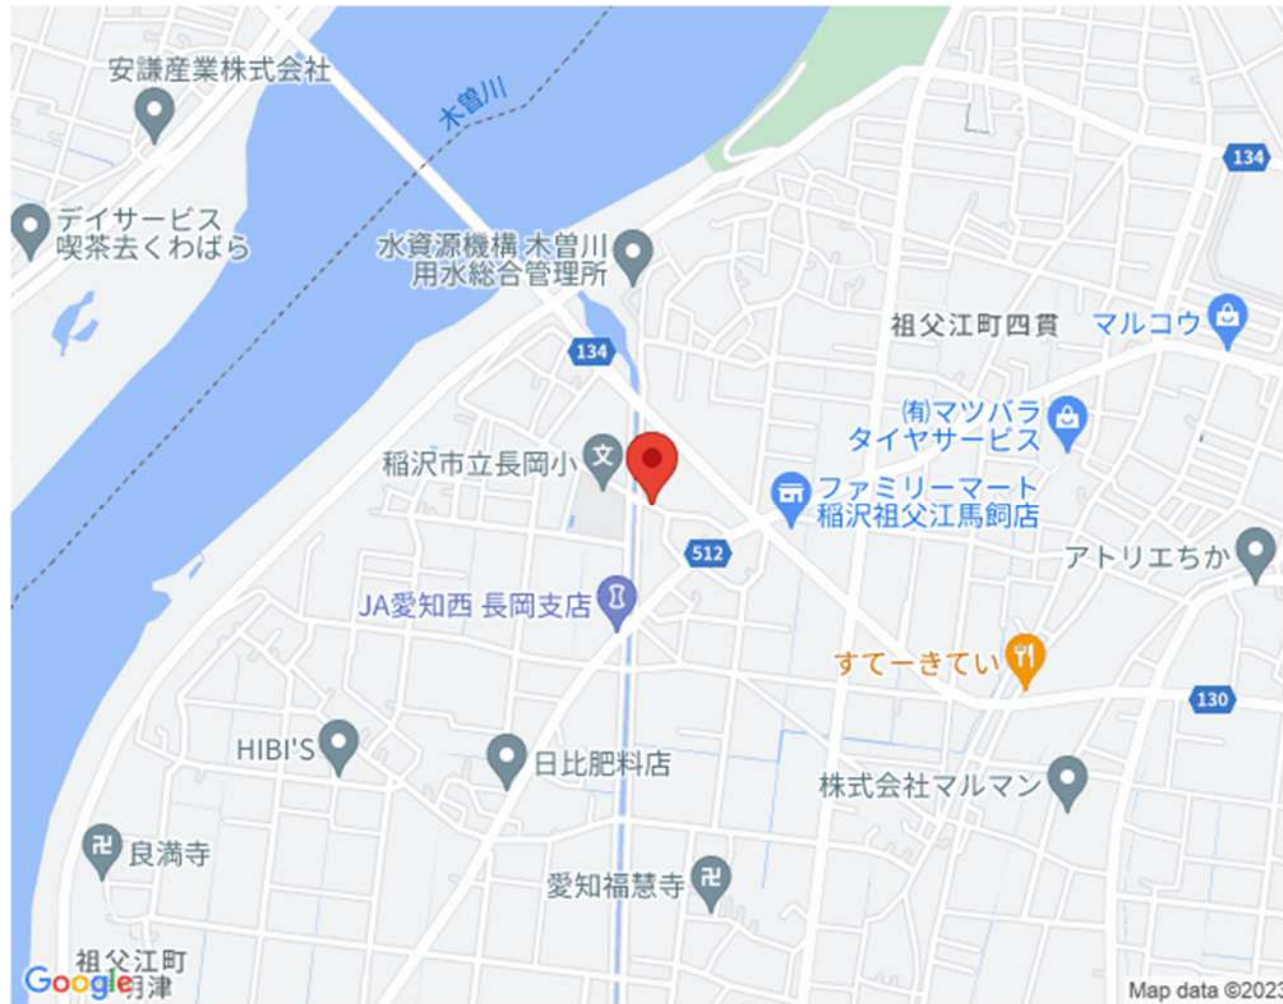 安謙産業株式会社
木曽川
134
デイサービス
喫茶去くわばら
水資源機構 木曽川
用水総合管理所
祖父江町四貫
マルコウ
134
(有)マツバラ
タイヤサービス
稲沢市立長岡小
文
ファミリーマート
稲沢祖父江馬飼店
512
アトリエちか
JA愛知西 長岡支店
すてーきてい
130
HIBI'S
日比肥料店
株式会社マルマン
卍
良満寺
愛知福慧寺
卍
祖父江町
Google
津
Map data ©202